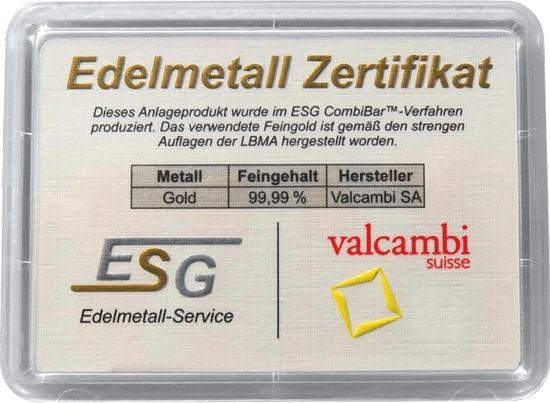 Edelmetall Zertifikat
Dieses Anlageprodukt wurde im ESG CombiBar™-Verfahren
produziert. Das verwendete Feingold ist gemäß den strengen
Auflagen der LBMA hergestellt worden.
Metall Feingehalt Hersteller
Gold 99,99 % Valcambi SA
ESG
Edelmetall-Service
valcambi
suisse